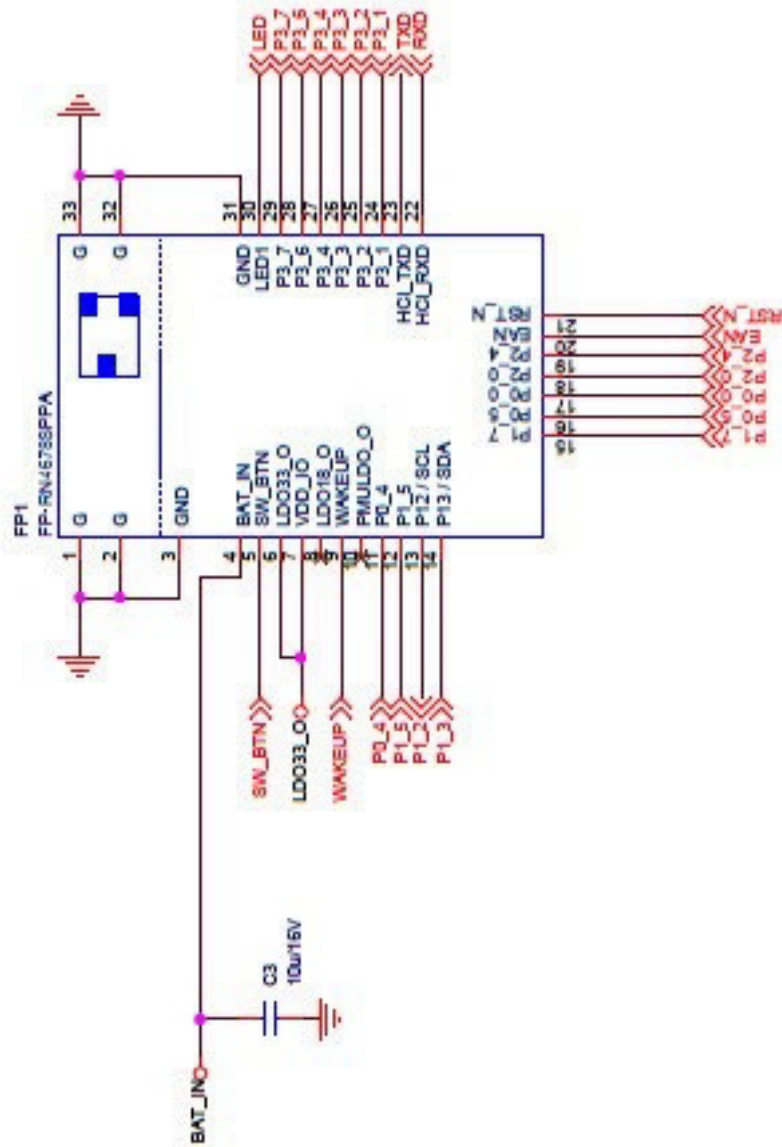 FP1
FP-RN4678SPPA
33
32
31
30
29
28
27
26
25
24
23
22
G
G
GND
LED1
P3_7
P3_6
P3_4
P3_3
P3_2
P3_1
HCI_TXD
HCI_RXD
LED
P3_7
P3_6
P3_4
P3_3
P3_2
P3_1
TXD
RXD
1
2
3
4
5
6
7
8
9
10
11
12
13
14
G
G
GND
BAT_IN
SW_BTN
LDO33_O
VDD_IO
LDO18_O
WAKEUP
PMULDO_O
P0_4
P1_5
P12 / SCL
P13 / SDA
SW_BTN
LDO33_O
WAKEUP
P0_4
P1_5
P1_2
P1_3
RST_N
EAN
P2_4
P2_0
P0_0
P1_7
21
20
19
18
17
16
15
RST_N
EAN
P2_4
P2_0
P0_0
P1_7
C3
10u/16V
BAT_IN